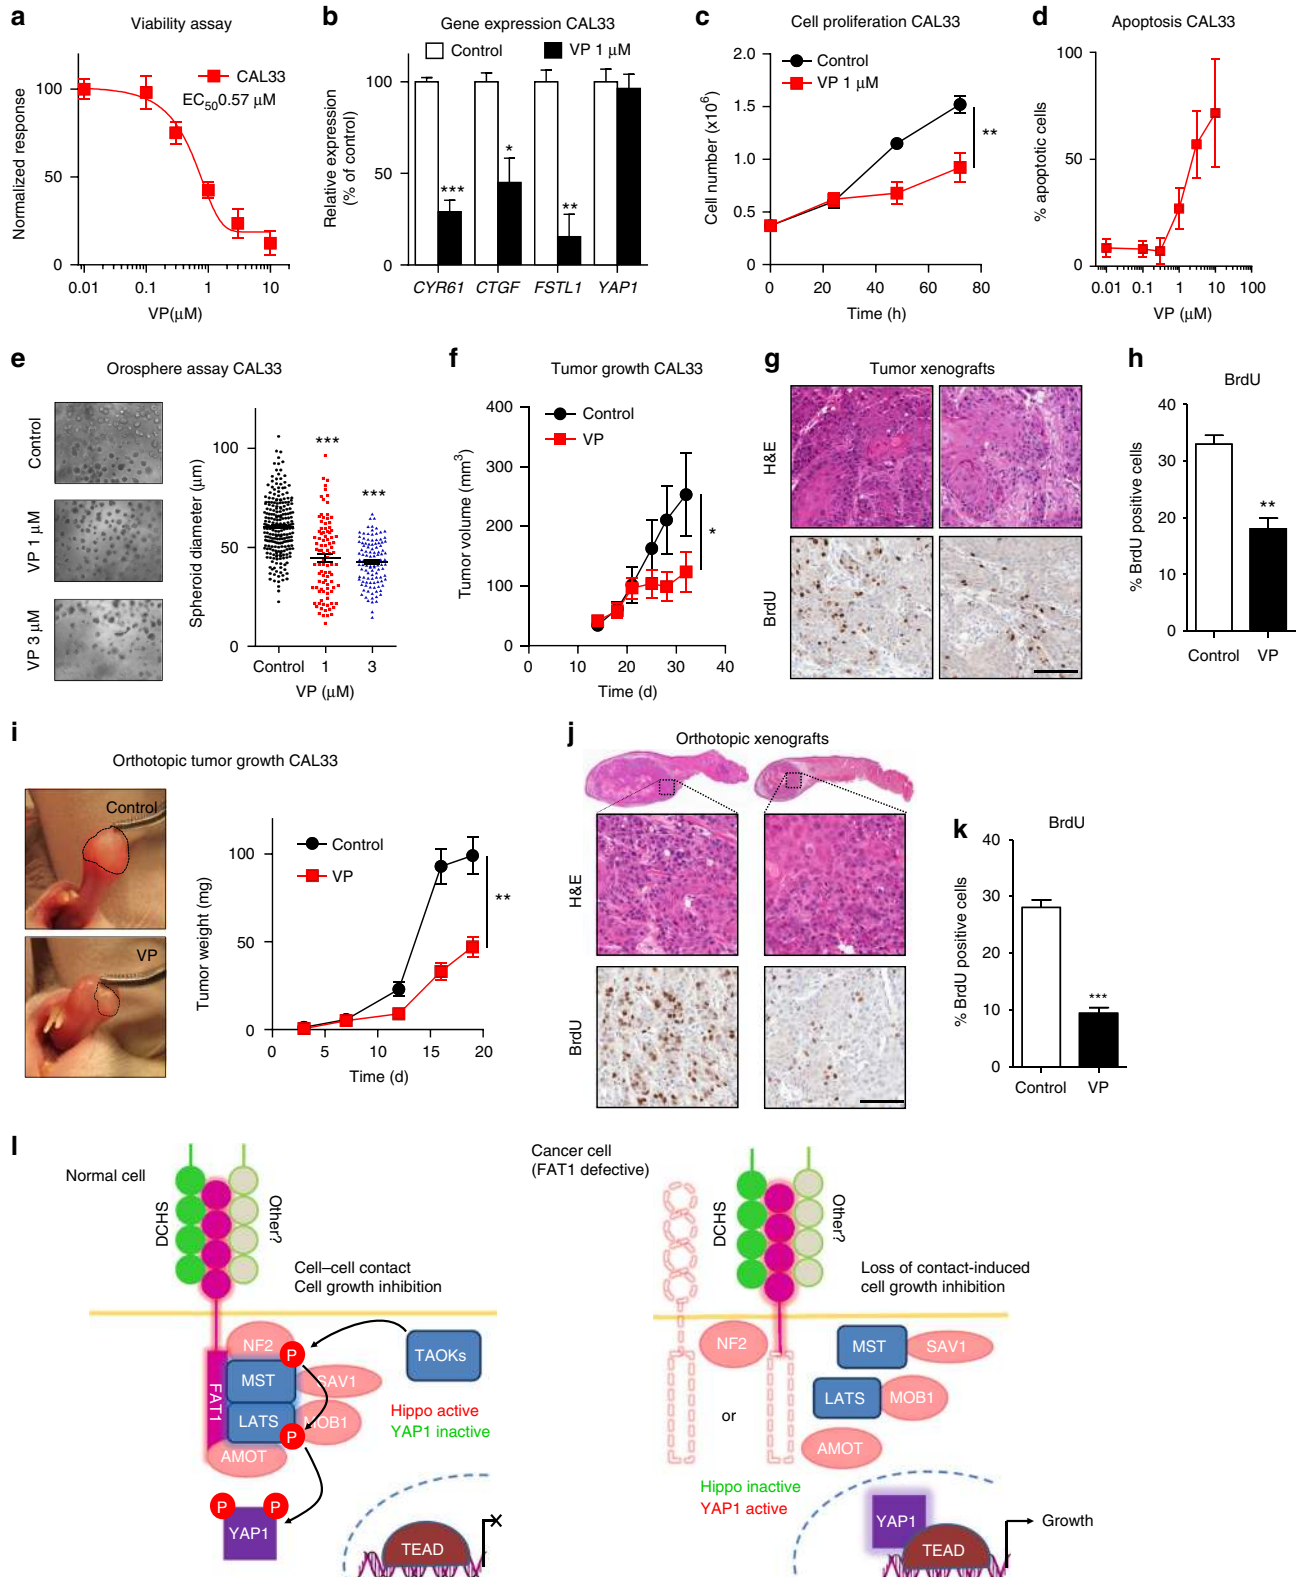 a
Viability assay
CAL33
EC50 0.57 μM
Normalized response
100
50
0
0.01 0.1 1 10
VP(μM)
b
Gene expression CAL33
Control VP 1 μM
Relative expression
(% of control)
100
50
0
***
*
**
CYR61 CTGF FSTL1 YAP1
c
Cell proliferation CAL33
Control
VP 1 μM
Cell number (x10⁶)
2.0
1.5
1.0
0.5
0
**
0 20 40 60 80
Time (h)
d
Apoptosis CAL33
% apoptotic cells
100
50
0
0.01 0.1 1 10 100
VP (μM)
e
Orosphere assay CAL33
Control
VP 1 μM
VP 3 μM
Spheroid diameter (μm)
100
50
0
***
***
Control 1 3
VP (μM)
f
Tumor growth CAL33
Control
VP
Tumor volume (mm³)
400
300
200
100
0
*
0 10 20 30 40
Time (d)
g
Tumor xenografts
H&E
BrdU
h
BrdU
% BrdU positive cells
40
30
20
10
0
**
Control VP
i
Orthotopic tumor growth CAL33
Control
VP
Control
VP
Tumor weight (mg)
100
50
0
**
0 5 10 15 20
Time (d)
j
Orthotopic xenografts
H&E
BrdU
k
BrdU
% BrdU positive cells
40
30
20
10
0
***
Control VP
l
Normal cell
DCHS
Other?
Cell–cell contact
Cell growth inhibition
NF2
P
TAOKs
MST
SAV1
FAT1
LATS
MOB1
P
AMOT
Hippo active
YAP1 inactive
P P
YAP1
TEAD
Cancer cell
(FAT1 defective)
DCHS
Other?
Loss of contact-induced
cell growth inhibition
NF2
MST
SAV1
LATS
MOB1
or
AMOT
Hippo inactive
YAP1 active
YAP1
TEAD
Growth